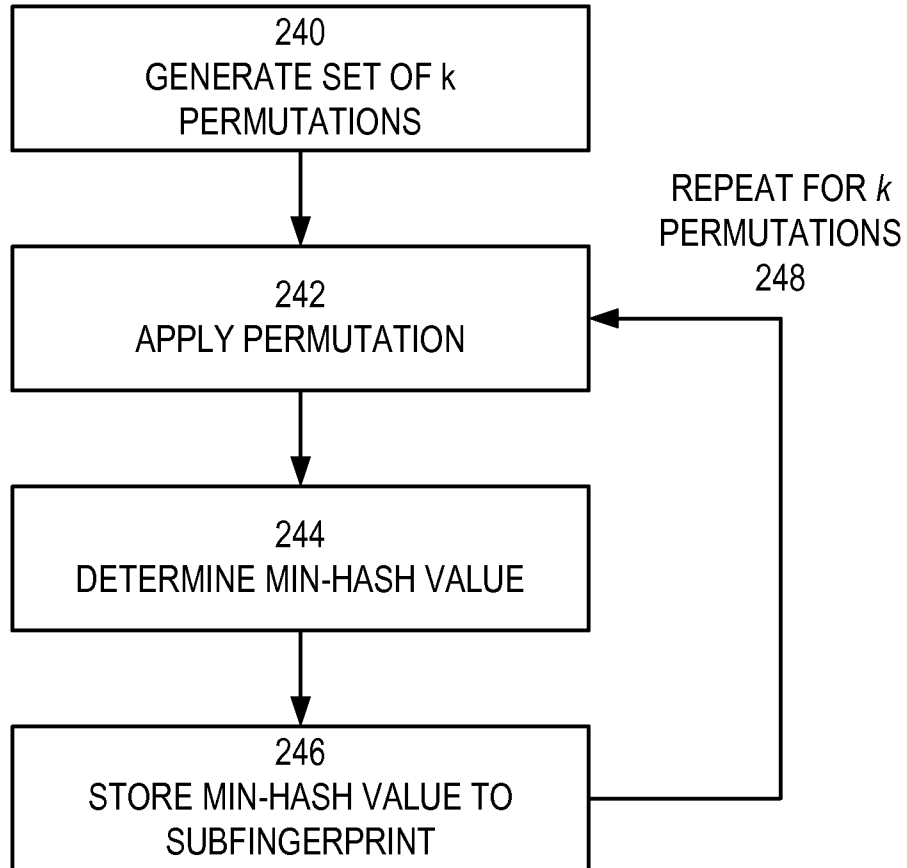 240
GENERATE SET OF k
PERMUTATIONS
REPEAT FOR k
PERMUTATIONS
248
242
APPLY PERMUTATION
244
DETERMINE MIN-HASH VALUE
246
STORE MIN-HASH VALUE TO
SUBFINGERPRINT